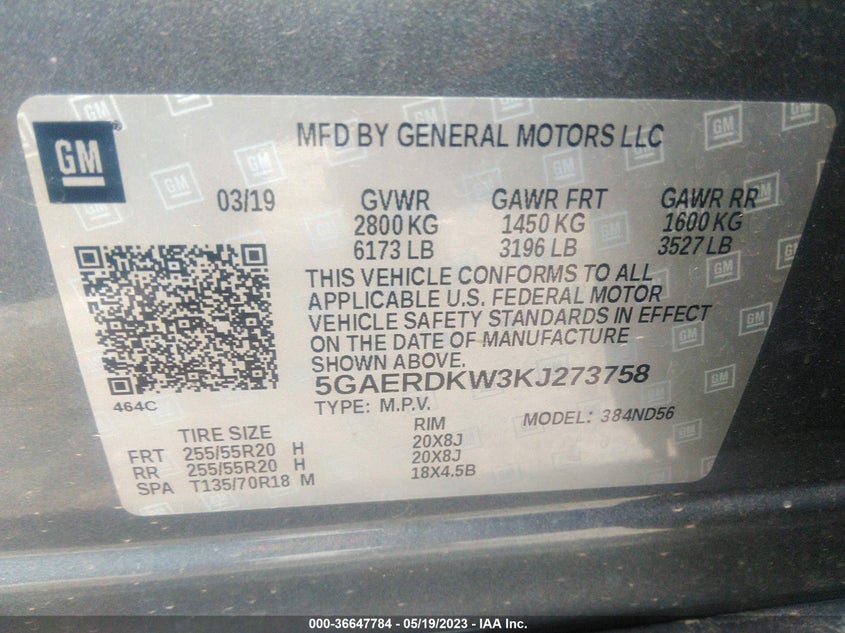 GM
MFD BY GENERAL MOTORS LLC
03/19 GVWR GAWR FRT GAWR RR
2800 KG 1450 KG 1600 KG
6173 LB 3196 LB 3527 LB
THIS VEHICLE CONFORMS TO ALL
APPLICABLE U.S. FEDERAL MOTOR
VEHICLE SAFETY STANDARDS IN EFFECT
ON THE DATE OF MANUFACTURE
SHOWN ABOVE.
5GAERDKW3KJ273758
464C
TYPE: M.P.V. MODEL: 384ND56
TIRE SIZE RIM
FRT 255/55R20 H 20X8J
RR 255/55R20 H 20X8J
SPA T135/70R18 M 18X4.5B
000-36647784 - 05/19/2023 - IAA Inc.